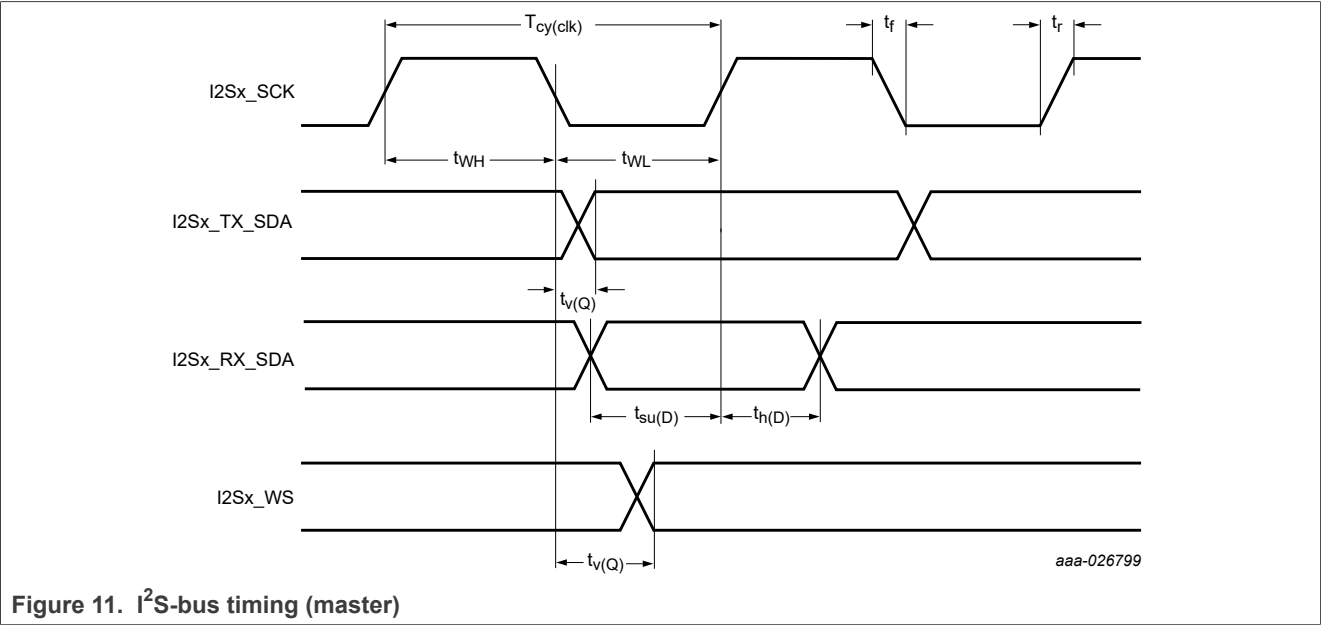 Tcy(clk) tf tr
I2Sx_SCK
tWH tWL
I2Sx_TX_SDA
tv(Q)
I2Sx_RX_SDA
tsu(D) th(D)
I2Sx_WS
tv(Q)
aaa-026799
Figure 11. I²S-bus timing (master)